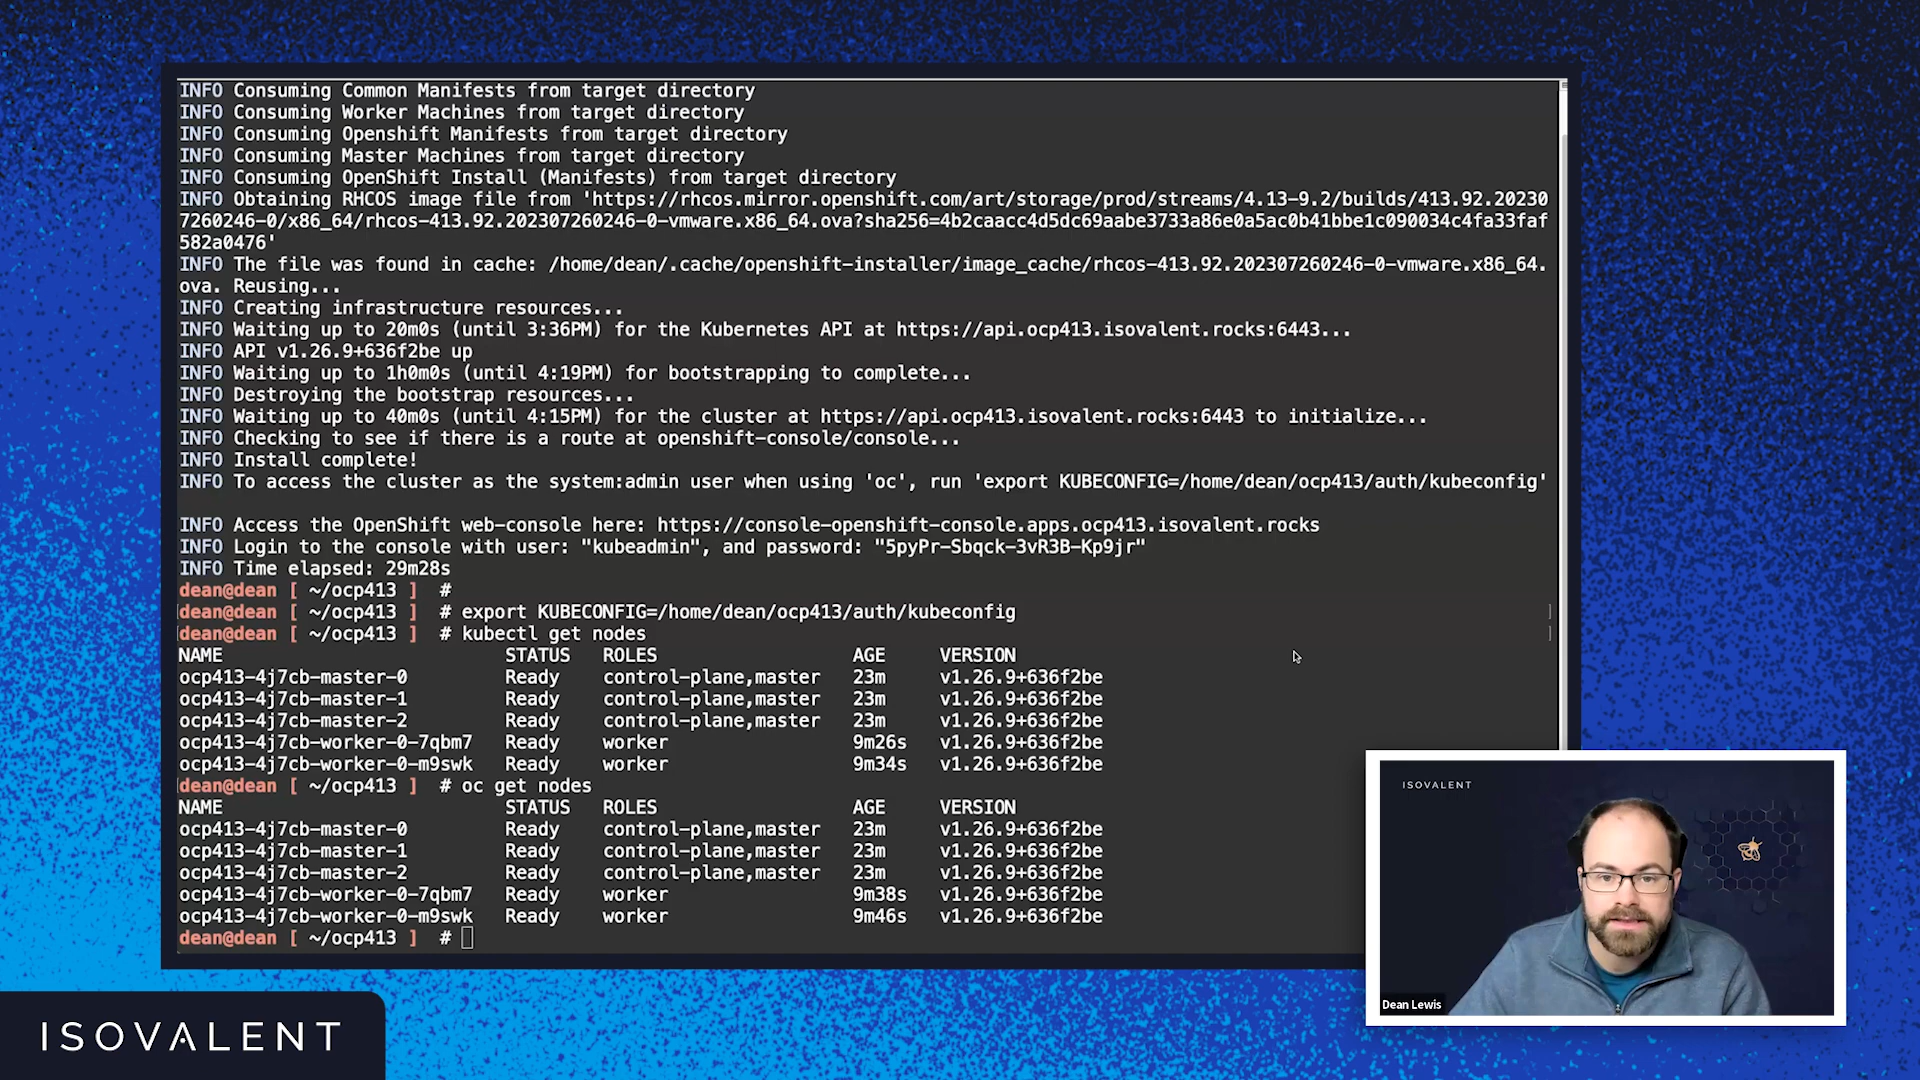 INFO Consuming Common Manifests from target directory
INFO Consuming Worker Machines from target directory
INFO Consuming Openshift Manifests from target directory
INFO Consuming Master Machines from target directory
INFO Consuming OpenShift Install (Manifests) from target directory
INFO Obtaining RHCOS image file from 'https://rhcos.mirror.openshift.com/art/storage/prod/streams/4.13-9.2/builds/413.92.20230
7260246-0/x86_64/rhcos-413.92.202307260246-0-vmware.x86_64.ova?sha256=4b2caacc4d5dc69aabe3733a86e0a5ac0b41bbe1c090034c4fa33faf
582a0476'
INFO The file was found in cache: /home/dean/.cache/openshift-installer/image_cache/rhcos-413.92.202307260246-0-vmware.x86_64.
ova. Reusing...
INFO Creating infrastructure resources...
INFO Waiting up to 20m0s (until 3:36PM) for the Kubernetes API at https://api.ocp413.isovalent.rocks:6443...
INFO API v1.26.9+636f2be up
INFO Waiting up to 1h0m0s (until 4:19PM) for bootstrapping to complete...
INFO Destroying the bootstrap resources...
INFO Waiting up to 40m0s (until 4:15PM) for the cluster at https://api.ocp413.isovalent.rocks:6443 to initialize...
INFO Checking to see if there is a route at openshift-console/console...
INFO Install complete!
INFO To access the cluster as the system:admin user when using 'oc', run 'export KUBECONFIG=/home/dean/ocp413/auth/kubeconfig'
INFO Access the OpenShift web-console here: https://console-openshift-console.apps.ocp413.isovalent.rocks
INFO Login to the console with user: "kubeadmin", and password: "5pyPr-Sbqck-3vR3B-Kp9jr"
INFO Time elapsed: 29m28s
dean@dean [ ~/ocp413 ] #
dean@dean [ ~/ocp413 ] # export KUBECONFIG=/home/dean/ocp413/auth/kubeconfig
dean@dean [ ~/ocp413 ] # kubectl get nodes
NAME STATUS ROLES AGE VERSION
ocp413-4j7cb-master-0 Ready control-plane,master 23m v1.26.9+636f2be
ocp413-4j7cb-master-1 Ready control-plane,master 23m v1.26.9+636f2be
ocp413-4j7cb-master-2 Ready control-plane,master 23m v1.26.9+636f2be
ocp413-4j7cb-worker-0-7qbm7 Ready worker 9m26s v1.26.9+636f2be
ocp413-4j7cb-worker-0-m9swk Ready worker 9m34s v1.26.9+636f2be
dean@dean [ ~/ocp413 ] # oc get nodes
NAME STATUS ROLES AGE VERSION
ocp413-4j7cb-master-0 Ready control-plane,master 23m v1.26.9+636f2be
ocp413-4j7cb-master-1 Ready control-plane,master 23m v1.26.9+636f2be
ocp413-4j7cb-master-2 Ready control-plane,master 23m v1.26.9+636f2be
ocp413-4j7cb-worker-0-7qbm7 Ready worker 9m38s v1.26.9+636f2be
ocp413-4j7cb-worker-0-m9swk Ready worker 9m46s v1.26.9+636f2be
dean@dean [ ~/ocp413 ] #
ISOVALENT
Dean Lewis
ISOVALENT